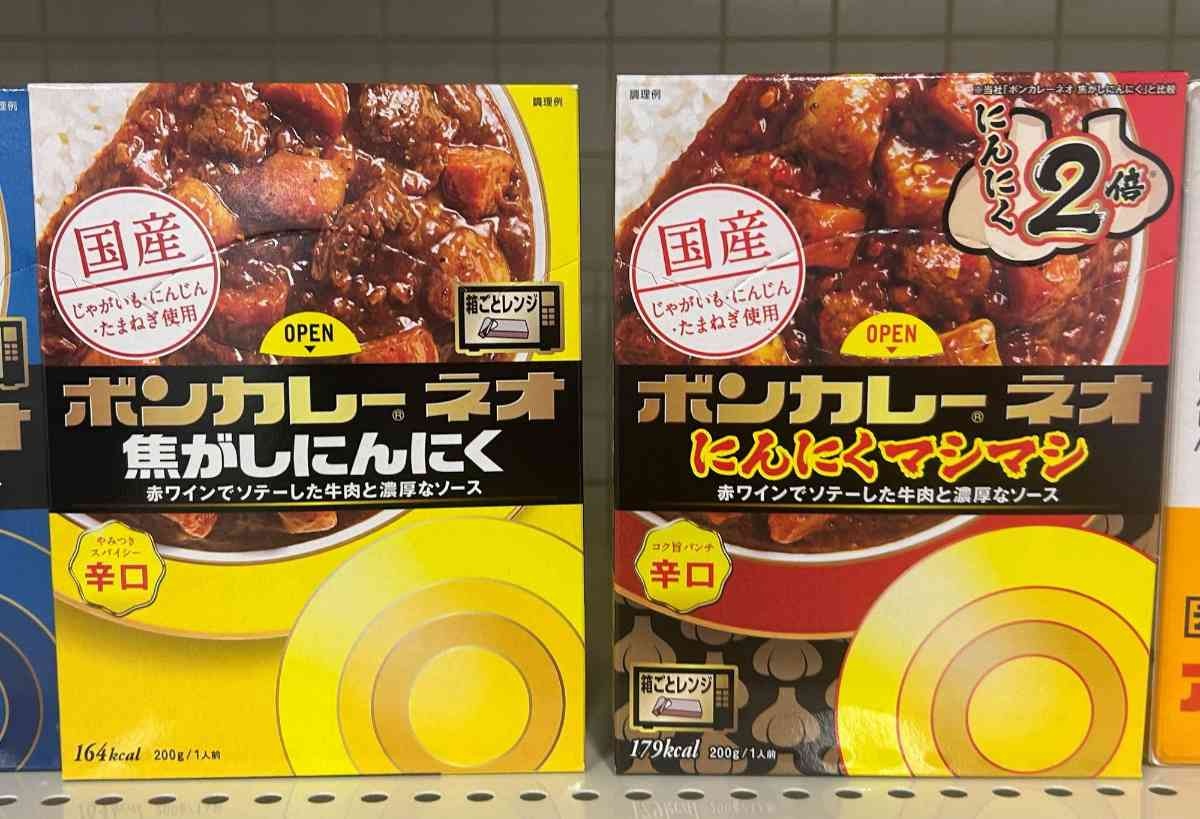 調理例
国産
じゃがいも・にんじん
・たまねぎ使用
箱ごとレンジ
OPEN
ボンカレー® ネオ
焦がしにんにく
赤ワインでソテーした牛肉と濃厚なソース
やみつき
スパイシー
辛口
164kcal 200g/1人前
調理例
※当社「ボンカレーネオ 焦がしにんにく」と比較
にんにく
2倍※
国産
じゃがいも・にんじん
・たまねぎ使用
OPEN
ボンカレー® ネオ
にんにくマシマシ
赤ワインでソテーした牛肉と濃厚なソース
コク旨パンチ
辛口
箱ごとレンジ
179kcal 200g/1人前